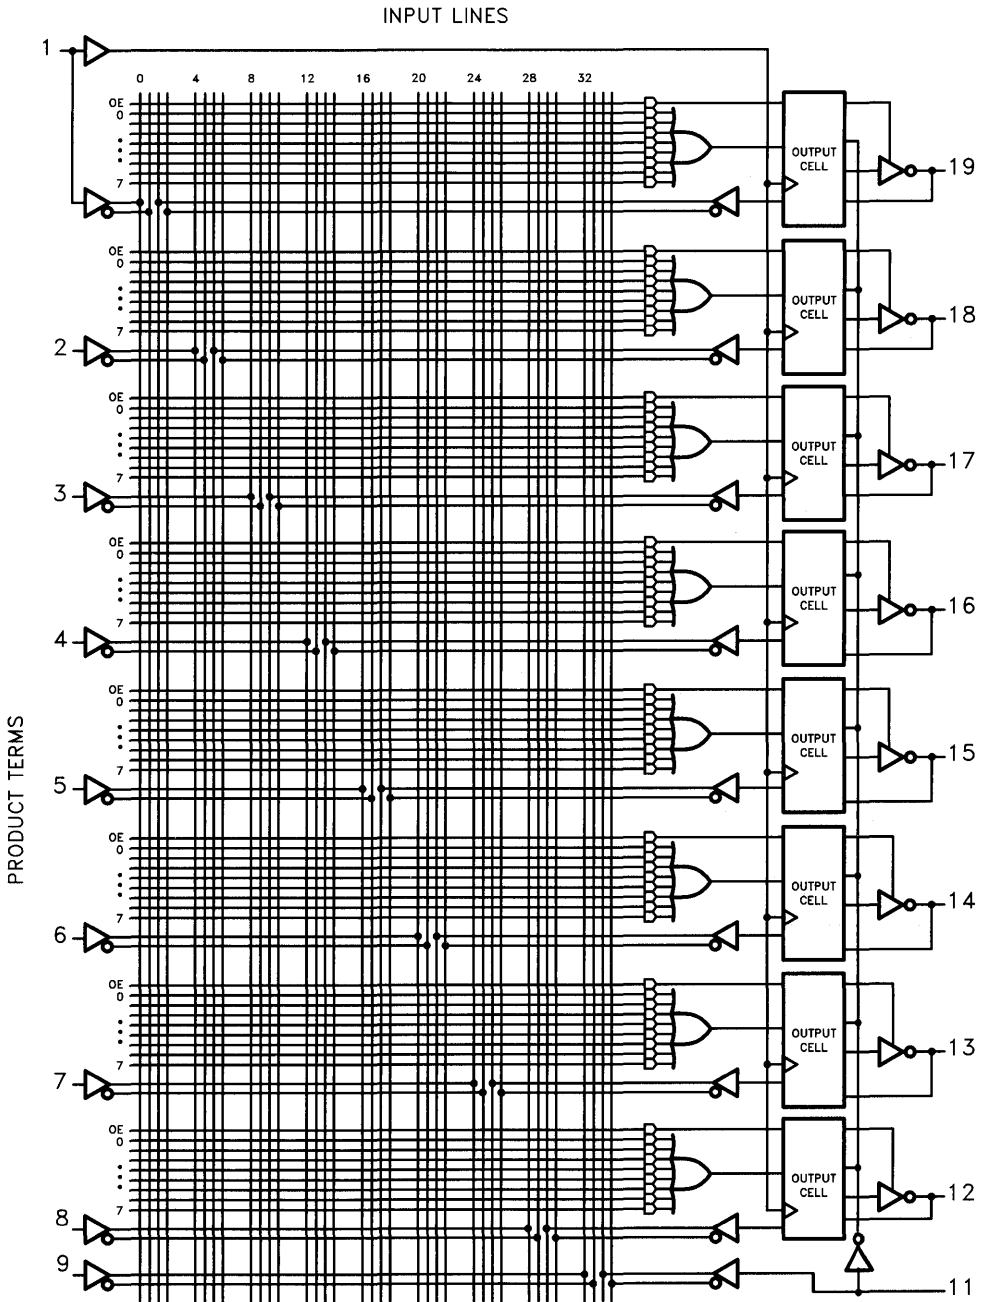 INPUT LINES
1
0 4 8 12 16 20 24 28 32
OE
0
7
OUTPUT
CELL
19
OE
0
7
OUTPUT
CELL
18
2
OE
0
7
OUTPUT
CELL
17
3
OE
0
7
OUTPUT
CELL
16
4
OE
0
7
OUTPUT
CELL
15
5
PRODUCT TERMS
OE
0
7
OUTPUT
CELL
14
6
OE
0
7
OUTPUT
CELL
13
7
OE
0
7
OUTPUT
CELL
12
8
9
11